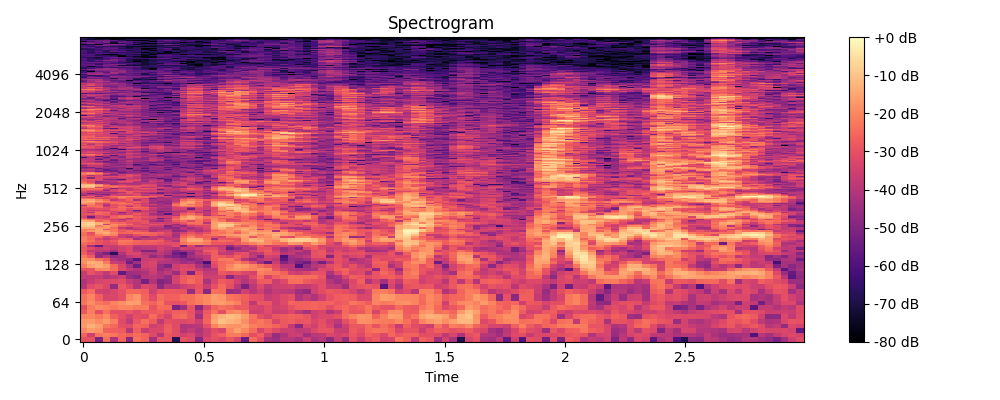 Spectrogram
Hz
4096
2048
1024
512
256
128
64
0
0
0.5
1
1.5
2
2.5
Time
+0 dB
-10 dB
-20 dB
-30 dB
-40 dB
-50 dB
-60 dB
-70 dB
-80 dB